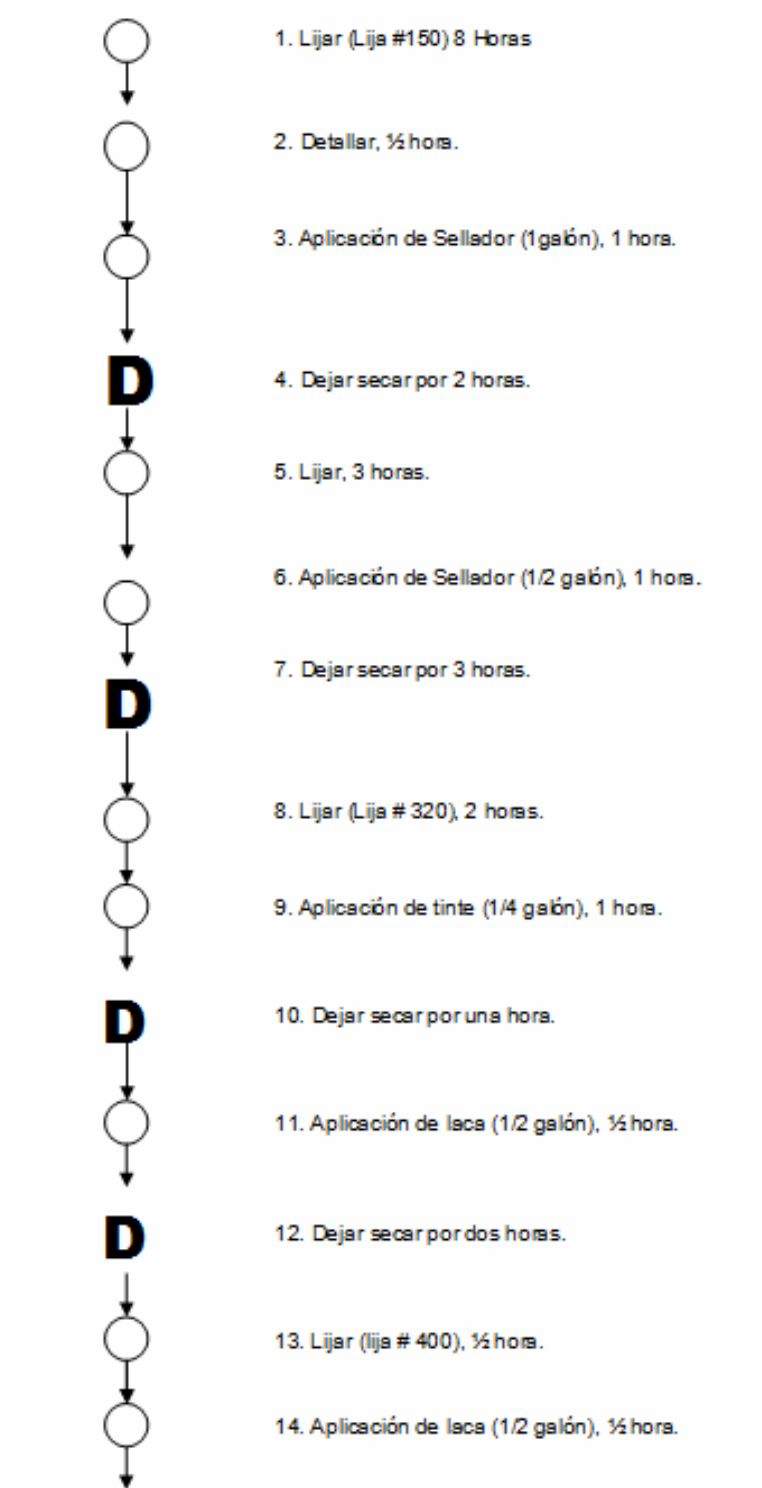 1. Lijar (Lija #150) 8 Horas
2. Detallar, ½ hora.
3. Aplicación de Sellador (1galón), 1 hora.
D
4. Dejar secar por 2 horas.
5. Lijar, 3 horas.
6. Aplicación de Sellador (1/2 galón), 1 hora.
7. Dejar secar por 3 horas.
D
8. Lijar (Lija # 320), 2 horas.
9. Aplicación de tinte (1/4 galón), 1 hora.
D
10. Dejar secar por una hora.
11. Aplicación de laca (1/2 galón), ½ hora.
D
12. Dejar secar por dos horas.
13. Lijar (lija # 400), ½ hora.
14. Aplicación de laca (1/2 galón), ½ hora.